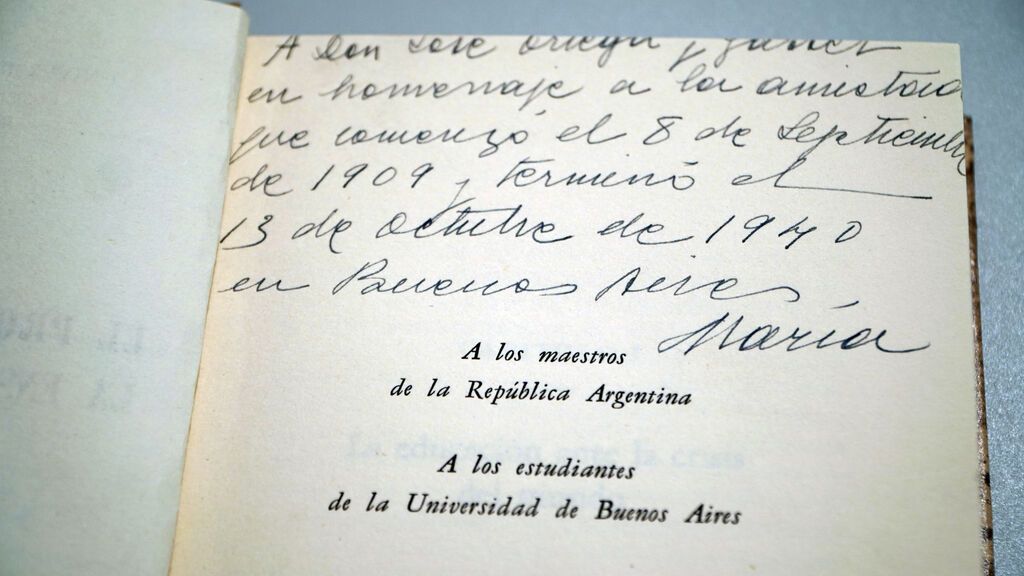 A Don José Ortega y Gasset
en homenaje a la amistad
que comenzó el 8 de Septiembre
de 1909 y terminó el
13 de Octubre de 1940
en Buenos Aires.
María
A los maestros
de la República Argentina
A los estudiantes
de la Universidad de Buenos Aires